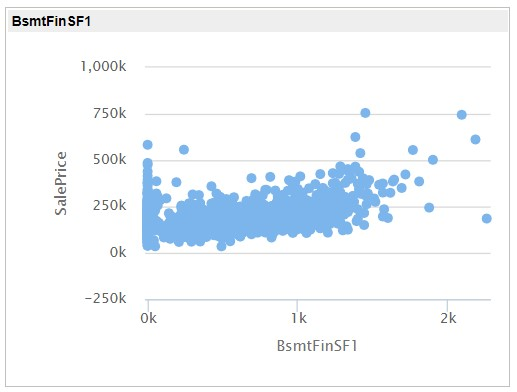 BsmtFinSF1
1,000k
750k
500k
250k
0k
-250k
SalePrice
0k 1k 2k
BsmtFinSF1